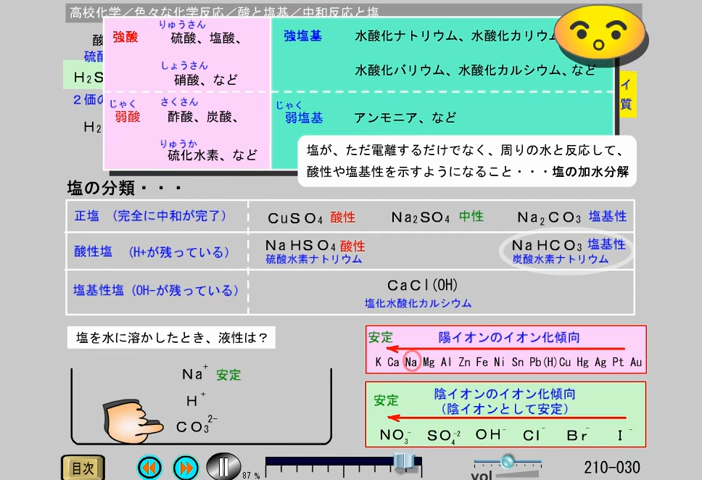 高校化学／色々な化学反応／酸と塩基／中和反応と塩
りゅうさん
強酸 硫酸、塩酸、
しょうさん
硝酸、など
強塩基 水酸化ナトリウム、水酸化カリウム
水酸化バリウム、水酸化カルシウム、など
じゃく さくさん
弱酸 酢酸、炭酸、
りゅうか
硫化水素、など
じゃく
弱塩基 アンモニア、など
酸
硫酸
H₂S
２価の
H₂
イ
質
塩が、ただ電離するだけでなく、周りの水と反応して、
酸性や塩基性を示すようになること・・・塩の加水分解
塩の分類・・・
正塩 （完全に中和が完了） CuSO₄ 酸性 Na₂SO₄ 中性 Na₂CO₃ 塩基性
酸性塩 （H+が残っている） NaHSO₄ 酸性 NaHCO₃ 塩基性
硫酸水素ナトリウム 炭酸水素ナトリウム
塩基性塩（OH−が残っている） CaCl(OH)
塩化水酸化カルシウム
塩を水に溶かしたとき、液性は？
Na⁺ 安定
H⁺
CO₃²⁻
安定 陽イオンのイオン化傾向
K Ca Na Mg Al Zn Fe Ni Sn Pb (H) Cu Hg Ag Pt Au
安定 陰イオンのイオン化傾向
（陰イオンとして安定）
NO₃⁻ SO₄⁻² OH⁻ Cl⁻ Br⁻ I⁻
目次 87 % vol 210-030